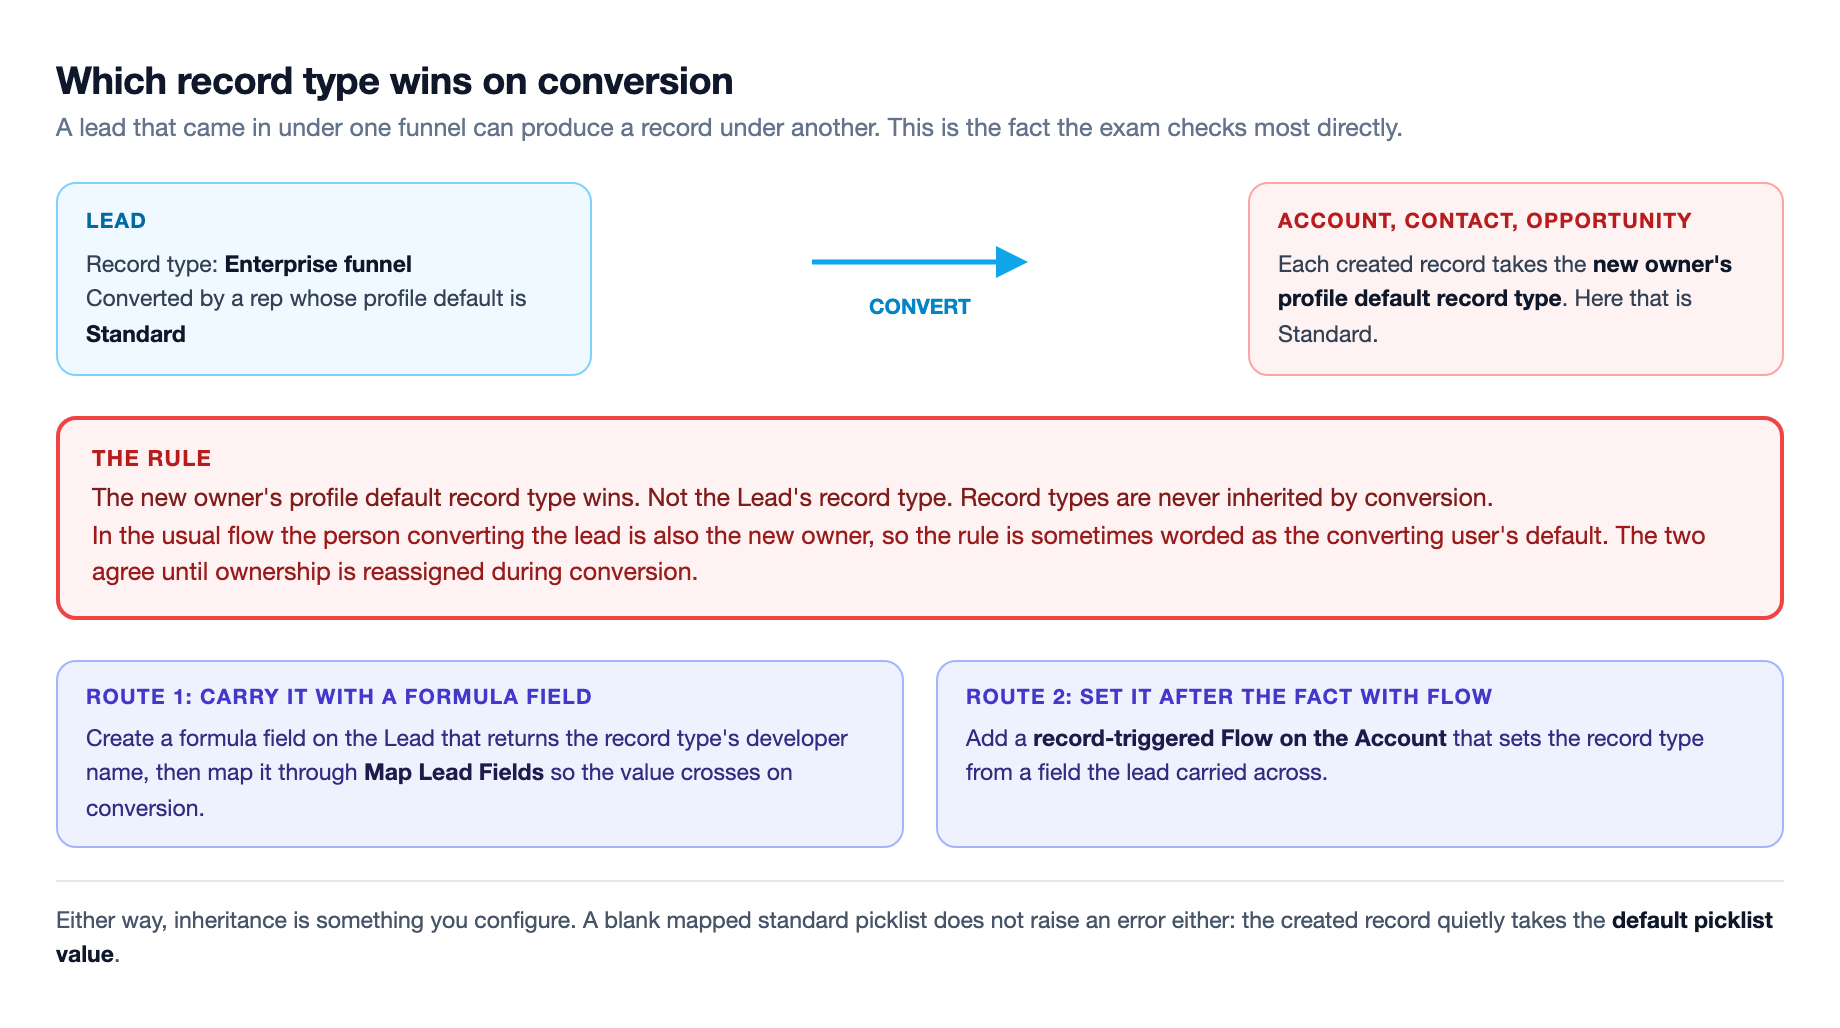 Which record type wins on conversion
A lead that came in under one funnel can produce a record under another. This is the fact the exam checks most directly.
LEAD
Record type: Enterprise funnel
Converted by a rep whose profile default is
Standard
CONVERT
ACCOUNT, CONTACT, OPPORTUNITY
Each created record takes the new owner's
profile default record type. Here that is
Standard.
THE RULE
The new owner's profile default record type wins. Not the Lead's record type. Record types are never inherited by conversion.
In the usual flow the person converting the lead is also the new owner, so the rule is sometimes worded as the converting user's default. The two
agree until ownership is reassigned during conversion.
ROUTE 1: CARRY IT WITH A FORMULA FIELD
Create a formula field on the Lead that returns the record type's developer
name, then map it through Map Lead Fields so the value crosses on
conversion.
ROUTE 2: SET IT AFTER THE FACT WITH FLOW
Add a record-triggered Flow on the Account that sets the record type
from a field the lead carried across.
Either way, inheritance is something you configure. A blank mapped standard picklist does not raise an error either: the created record quietly takes the default picklist
value.